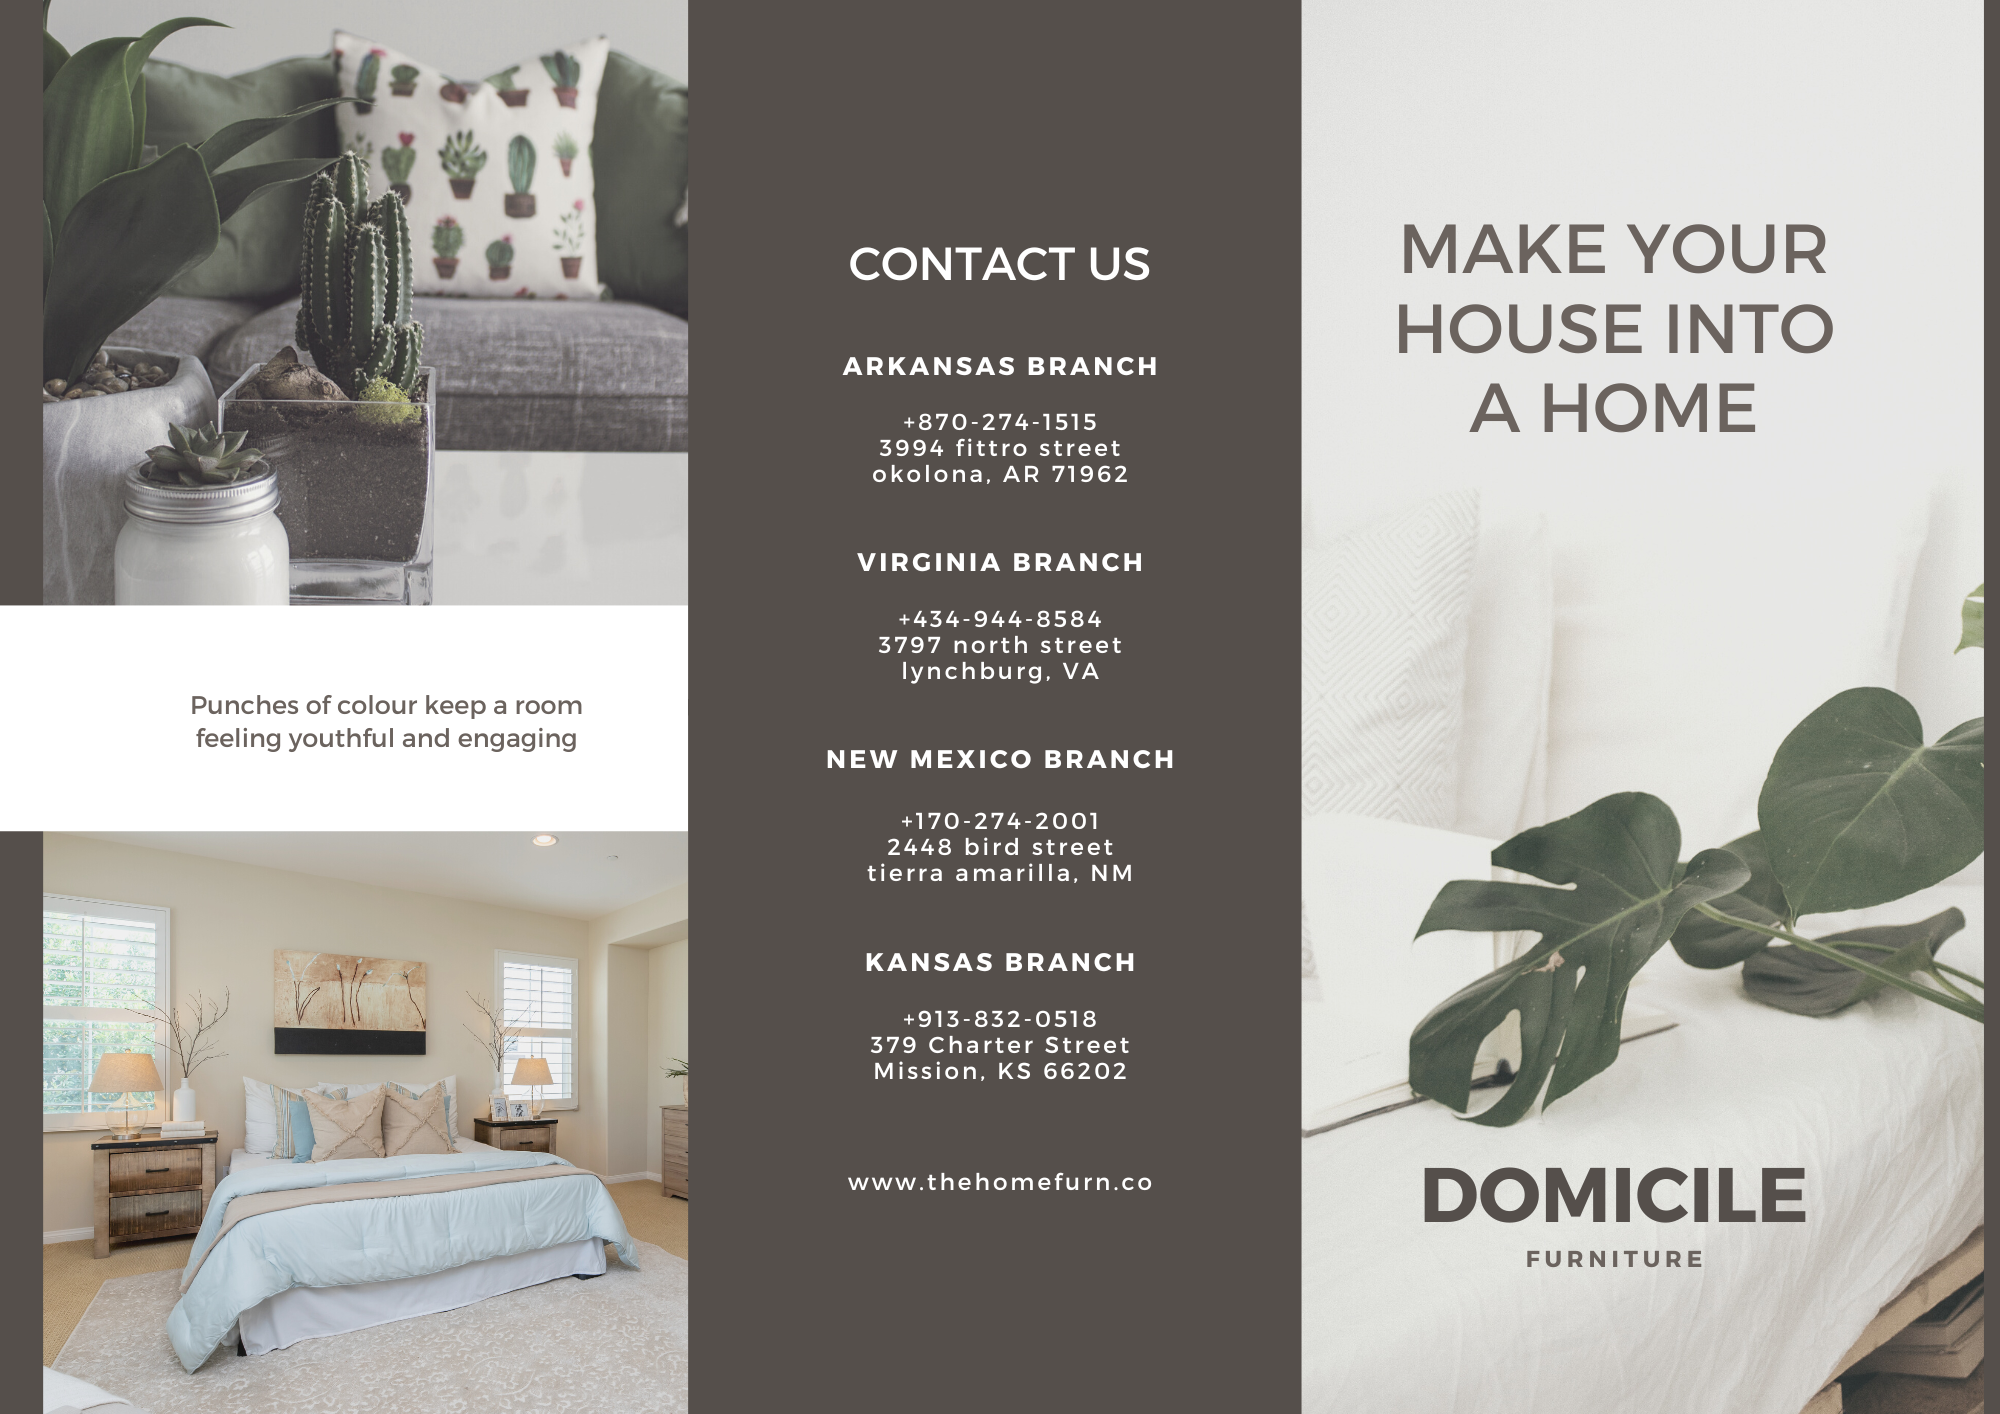 Punches of colour keep a room
feeling youthful and engaging
CONTACT US
ARKANSAS BRANCH
+870-274-1515
3994 fittro street
okolona, AR 71962
VIRGINIA BRANCH
+434-944-8584
3797 north street
lynchburg, VA
NEW MEXICO BRANCH
+170-274-2001
2448 bird street
tierra amarilla, NM
KANSAS BRANCH
+913-832-0518
379 Charter Street
Mission, KS 66202
www.thehomefurn.co
MAKE YOUR
HOUSE INTO
A HOME
DOMICILE
FURNITURE